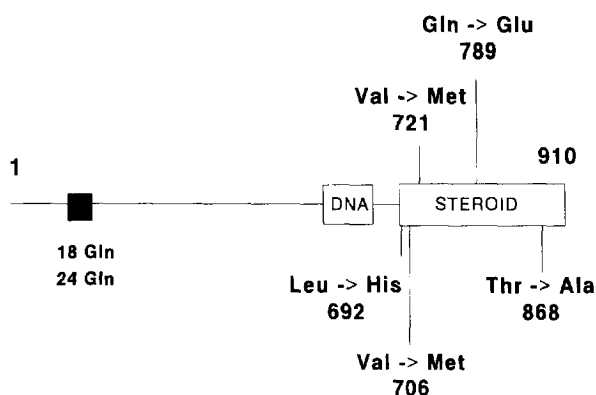 Gln -> Glu
789
Val -> Met
721
1
910
DNA
STEROID
18 Gln
24 Gln
Leu -> His
692
Thr -> Ala
868
Val -> Met
706